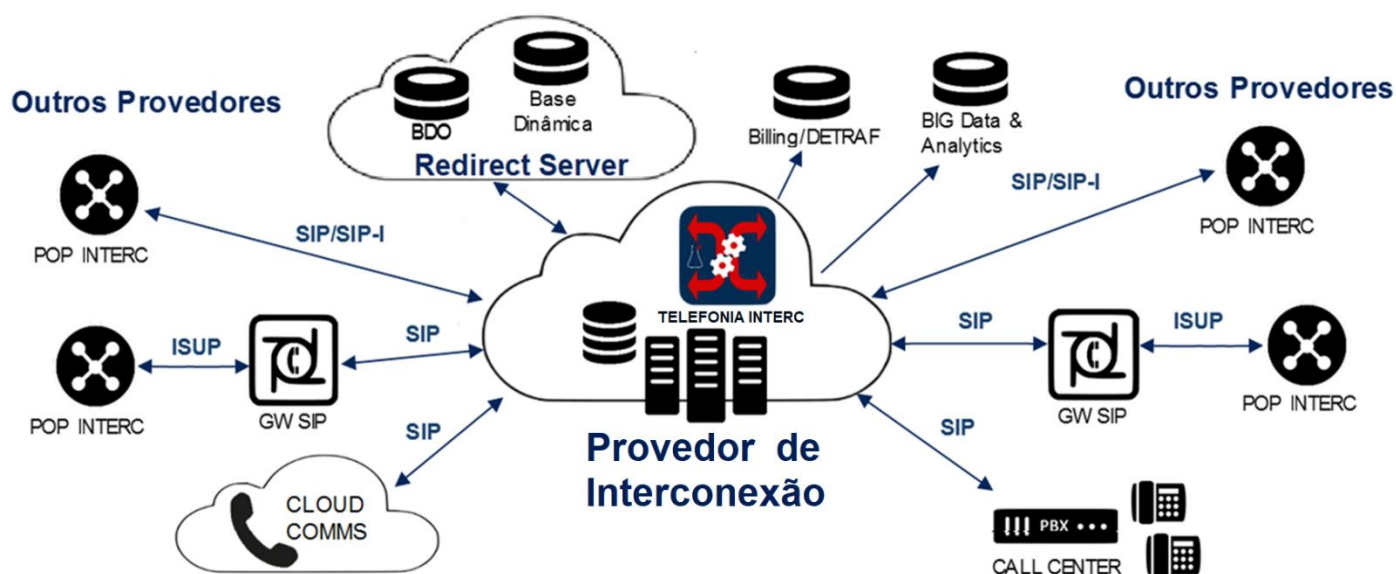 Outros Provedores
BDO
Base
Dinâmica
Redirect Server
Billing/DETRAF
BIG Data &
Analytics
Outros Provedores
POP INTERC
SIP/SIP-I
SIP/SIP-I
POP INTERC
TELEFONIA INTERC
POP INTERC
ISUP
GW SIP
SIP
SIP
GW SIP
ISUP
POP INTERC
SIP
SIP
Provedor de
Interconexão
CLOUD
COMMS
PBX
CALL CENTER